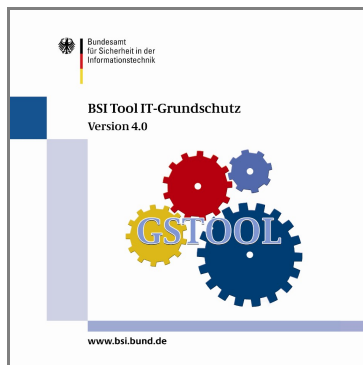 Bundesamt
für Sicherheit in der
Informationstechnik
BSI Tool IT-Grundschutz
Version 4.0
GSTOOL
www.bsi.bund.de